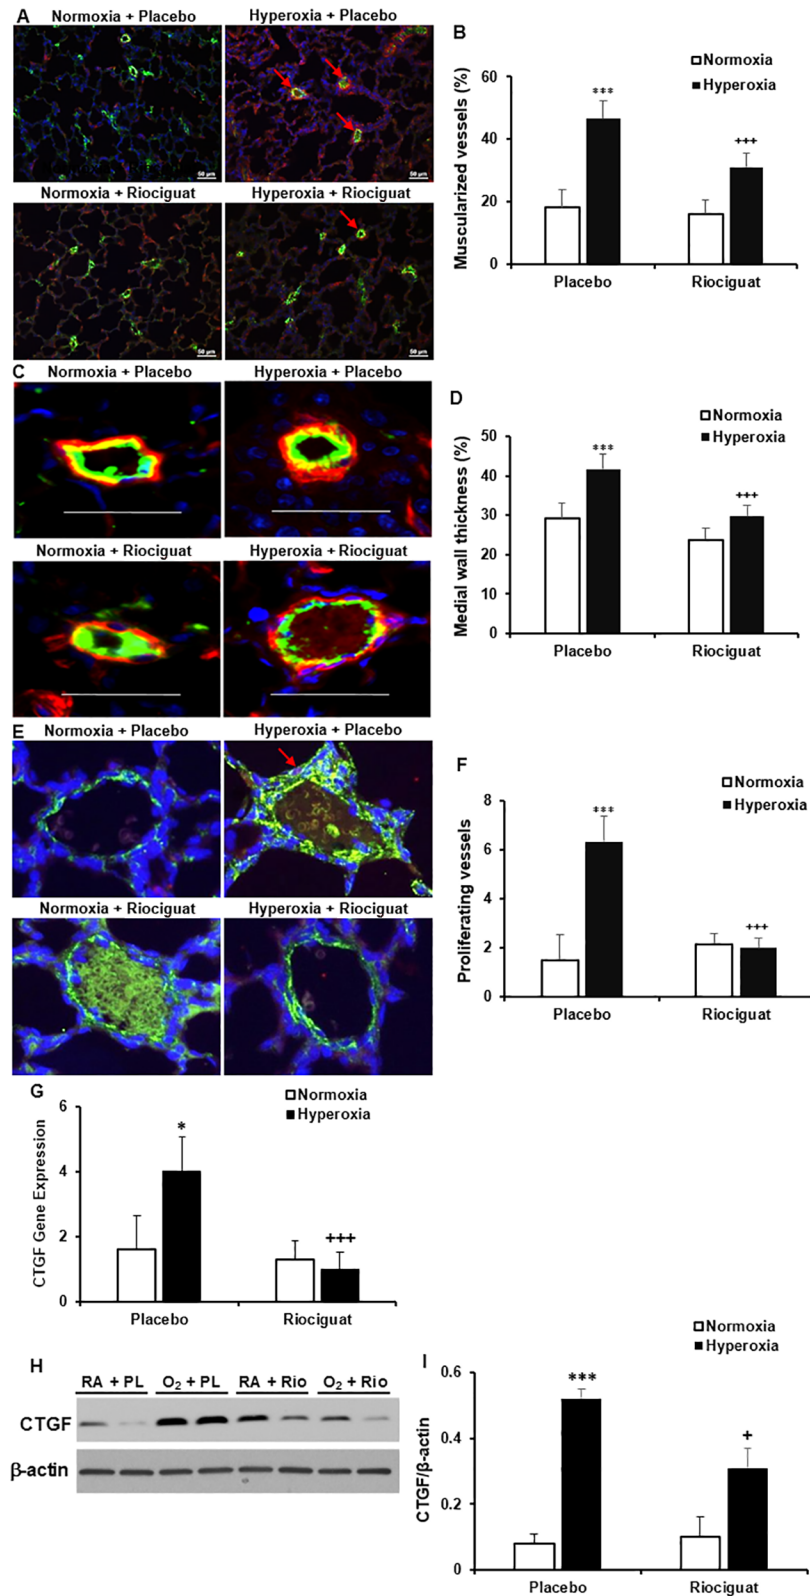 A
Normoxia + Placebo
Hyperoxia + Placebo
50 µm
50 µm
Normoxia + Riociguat
Hyperoxia + Riociguat
50 µm
50 µm
B
Normoxia
Hyperoxia
Muscularized vessels (%)
60
40
20
0
***
+++
Placebo
Riociguat
C
Normoxia + Placebo
Hyperoxia + Placebo
Normoxia + Riociguat
Hyperoxia + Riociguat
D
Normoxia
Hyperoxia
Medial wall thickness (%)
50
40
30
20
10
0
***
+++
Placebo
Riociguat
E
Normoxia + Placebo
Hyperoxia + Placebo
Normoxia + Riociguat
Hyperoxia + Riociguat
F
Normoxia
Hyperoxia
Proliferating vessels
8
6
4
2
0
***
+++
Placebo
Riociguat
G
Normoxia
Hyperoxia
CTGF Gene Expression
6
4
2
0
*
+++
Placebo
Riociguat
H
RA + PL
O₂ + PL
RA + Rio
O₂ + Rio
CTGF
β-actin
I
Normoxia
Hyperoxia
CTGF/β-actin
0.6
0.4
0.2
0
***
+
Placebo
Riociguat